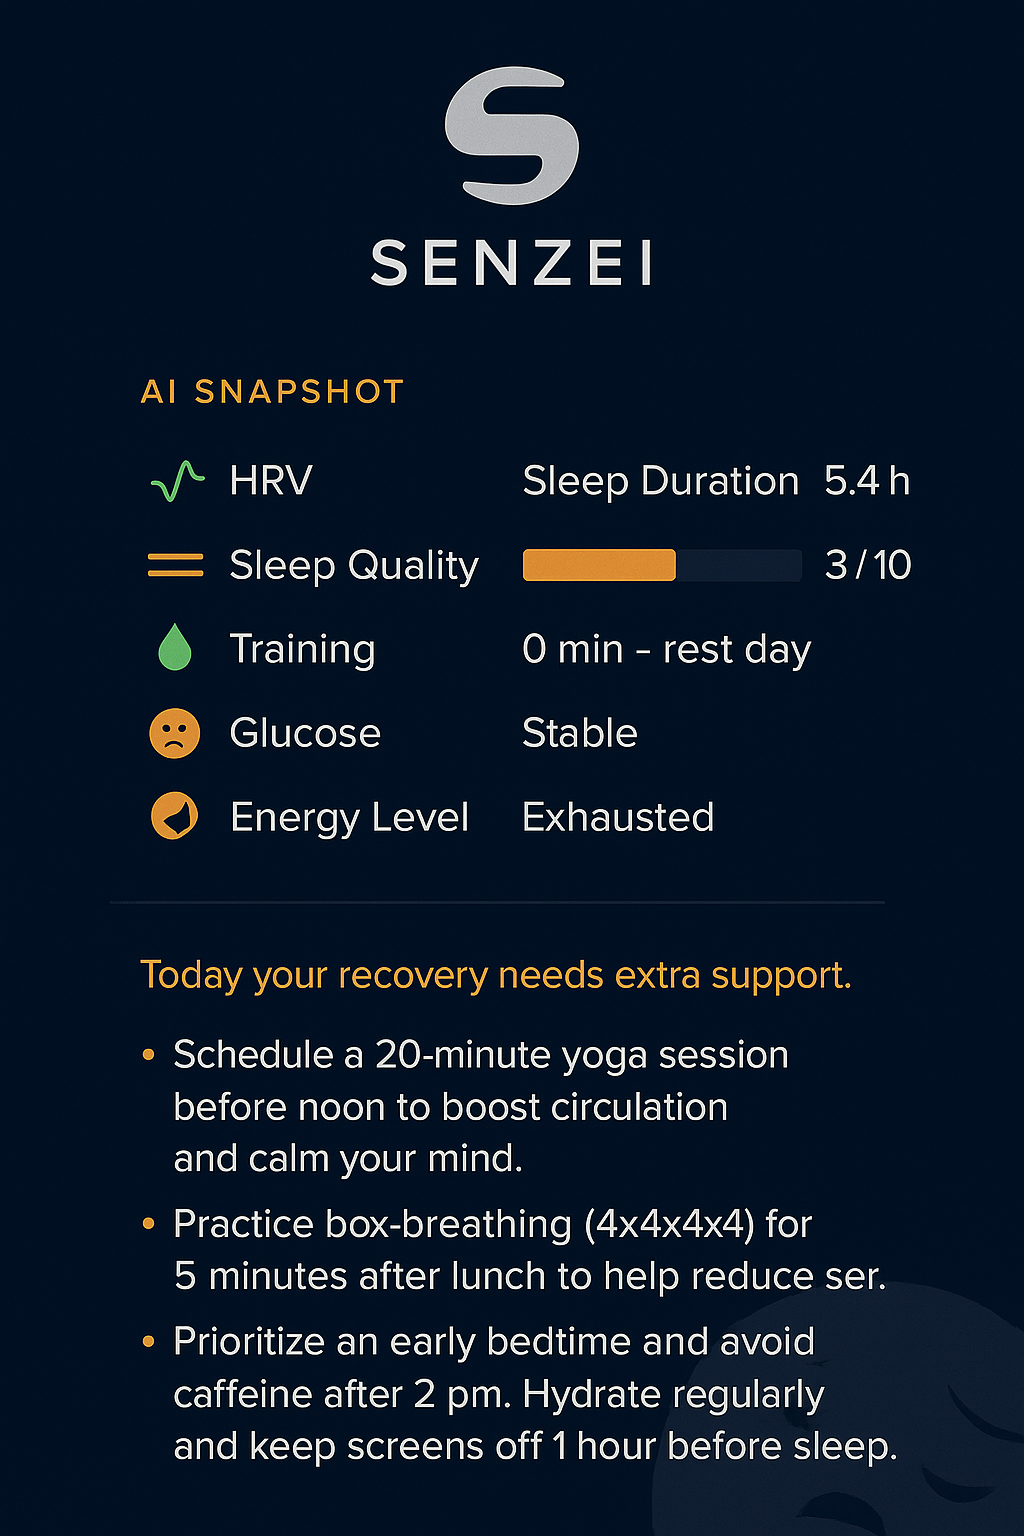 SENZEI
AI SNAPSHOT
HRV Sleep Duration 5.4 h
Sleep Quality 3 / 10
Training 0 min – rest day
Glucose Stable
Energy Level Exhausted
Today your recovery needs extra support.
• Schedule a 20-minute yoga session
before noon to boost circulation
and calm your mind.
• Practice box-breathing (4x4x4x4) for
5 minutes after lunch to help reduce ser.
• Prioritize an early bedtime and avoid
caffeine after 2 pm. Hydrate regularly
and keep screens off 1 hour before sleep.